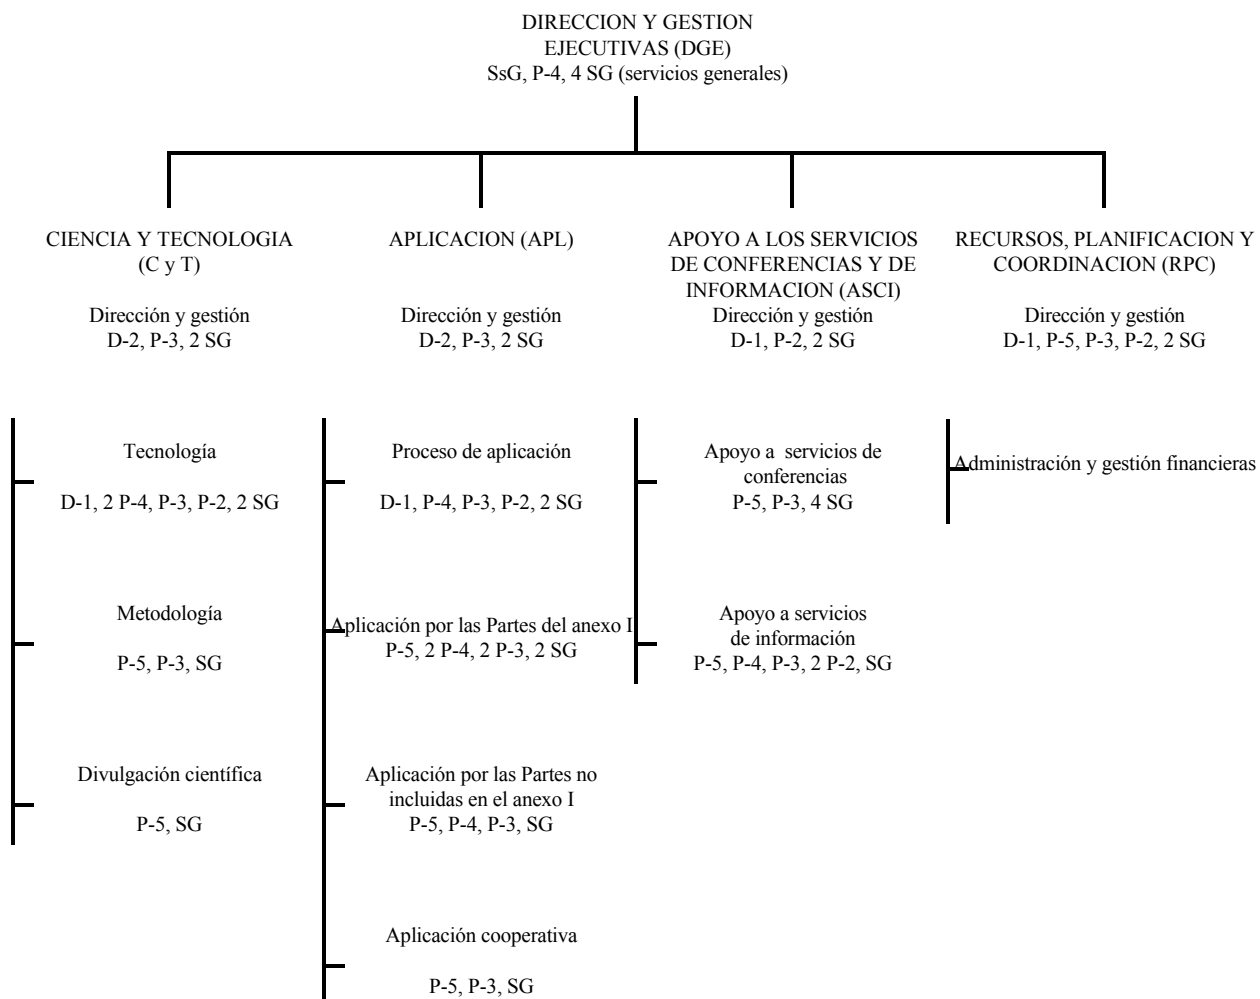 DIRECCION Y GESTION
EJECUTIVAS (DGE)
SsG, P-4, 4 SG (servicios generales)
CIENCIA Y TECNOLOGIA
(C y T)
Dirección y gestión
D-2, P-3, 2 SG
APLICACION (APL)
Dirección y gestión
D-2, P-3, 2 SG
APOYO A LOS SERVICIOS
DE CONFERENCIAS Y DE
INFORMACION (ASCI)
Dirección y gestión
D-1, P-2, 2 SG
RECURSOS, PLANIFICACION Y
COORDINACION (RPC)
Dirección y gestión
D-1, P-5, P-3, P-2, 2 SG
Tecnología
D-1, 2 P-4, P-3, P-2, 2 SG
Metodología
P-5, P-3, SG
Divulgación científica
P-5, SG
Proceso de aplicación
D-1, P-4, P-3, P-2, 2 SG
Aplicación por las Partes del anexo I
P-5, 2 P-4, 2 P-3, 2 SG
Aplicación por las Partes no
incluidas en el anexo I
P-5, P-4, P-3, SG
Aplicación cooperativa
P-5, P-3, SG
Apoyo a servicios de
conferencias
P-5, P-3, 4 SG
Apoyo a servicios
de información
P-5, P-4, P-3, 2 P-2, SG
Administración y gestión financieras